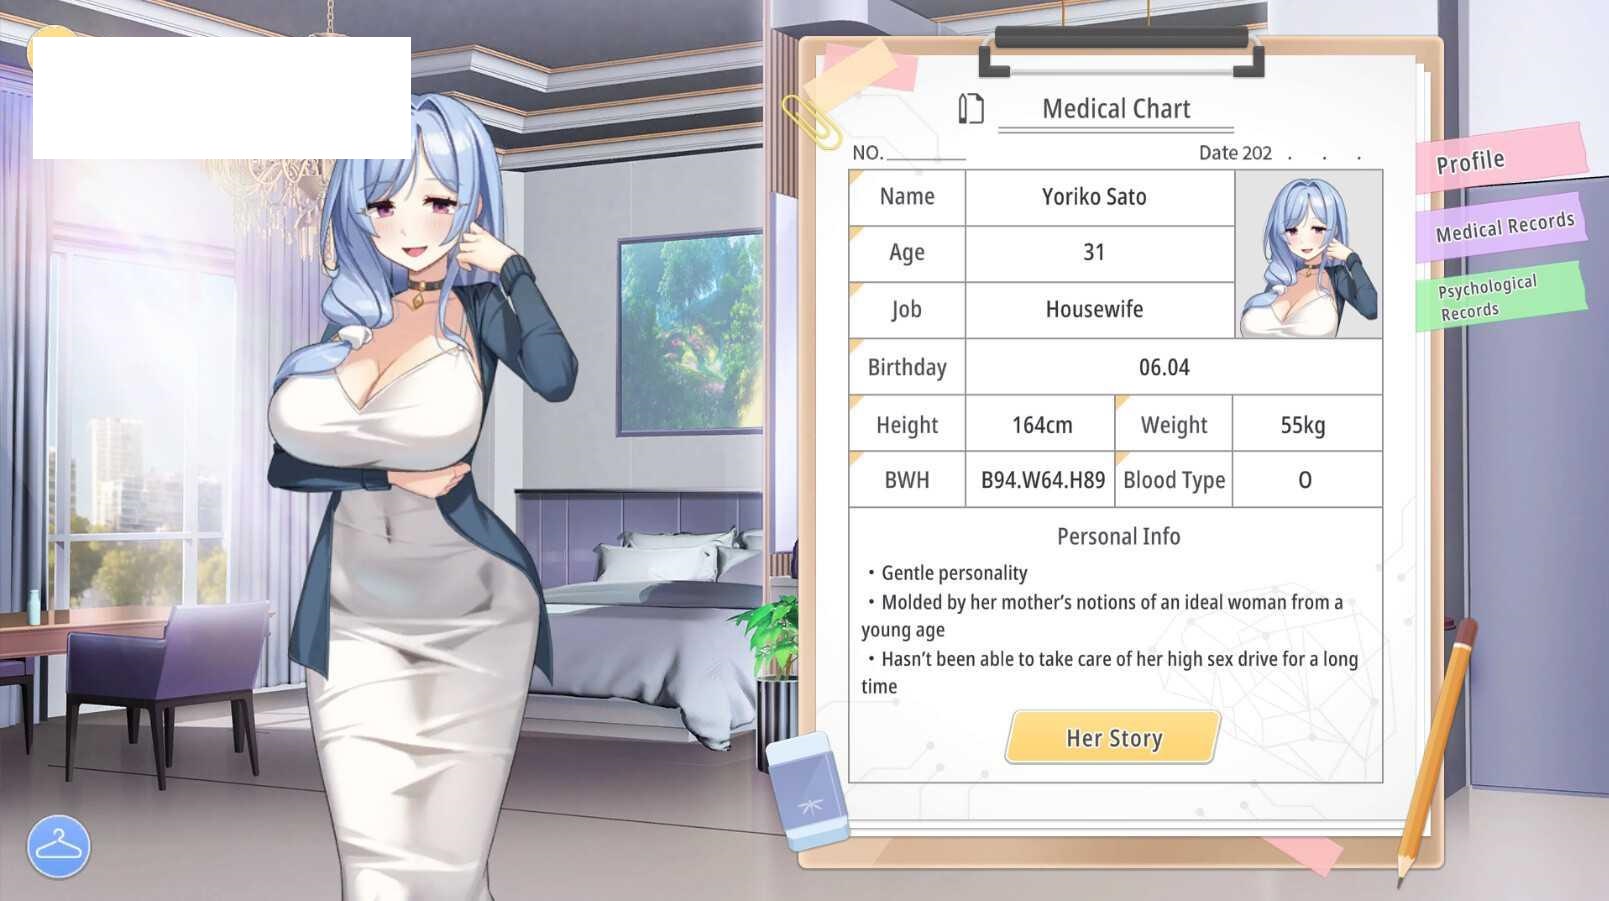 Medical Chart
NO.
Date 202 . . .
Name
Yoriko Sato
Age
31
Job
Housewife
Birthday
06.04
Height
164cm
Weight
55kg
BWH
B94.W64.H89
Blood Type
O
Personal Info
・Gentle personality
・Molded by her mother's notions of an ideal woman from a
young age
・Hasn't been able to take care of her high sex drive for a long
time
Her Story
Profile
Medical Records
Psychological
Records